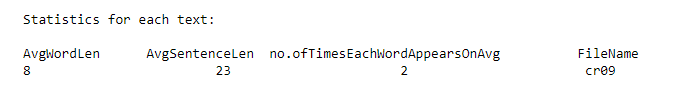 Statistics for each text:
AvgWordLen AvgSentenceLen no.ofTimesEachWordAppearsOnAvg FileName
8 23 2 cr09